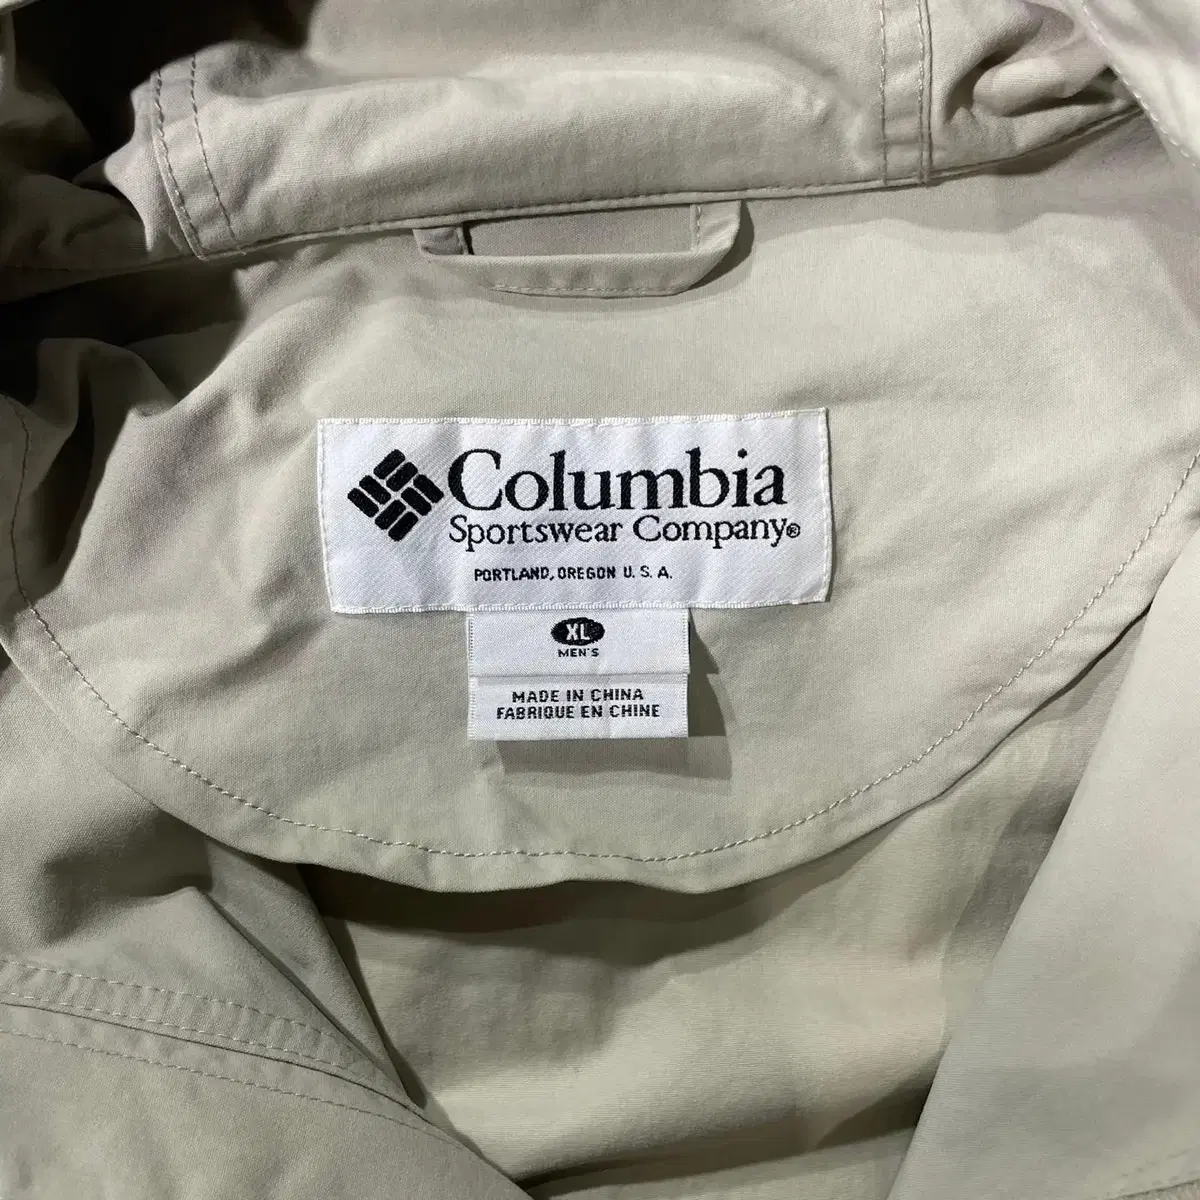 Columbia
Sportswear Company®
PORTLAND, OREGON U.S.A.
XL
MEN'S
MADE IN CHINA
FABRIQUE EN CHINE